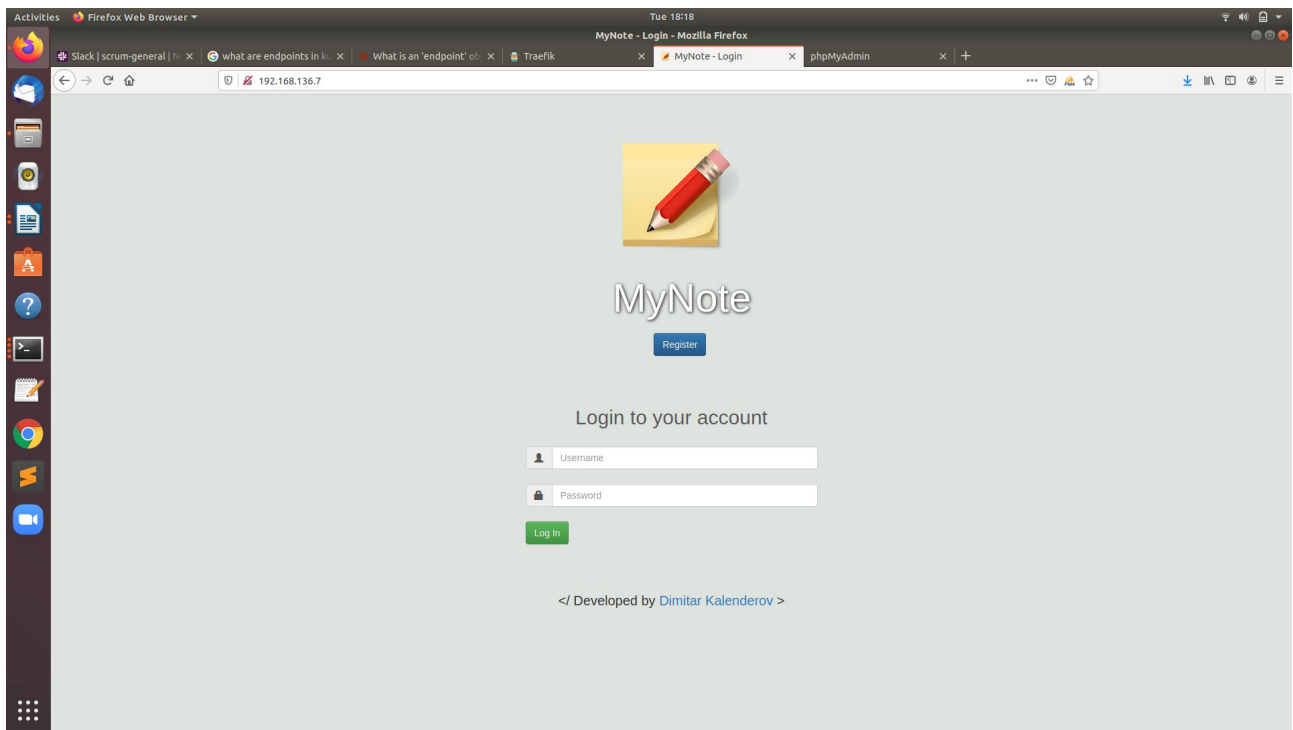 Activities Firefox Web Browser Tue 18:18
MyNote - Login - Mozilla Firefox
Slack | scrum-general | N what are endpoints in ku What is an 'endpoint' ob Traefik MyNote - Login phpMyAdmin
192.168.136.7
MyNote
Register
Login to your account
Username
Password
Log In
</ Developed by Dimitar Kalenderov >